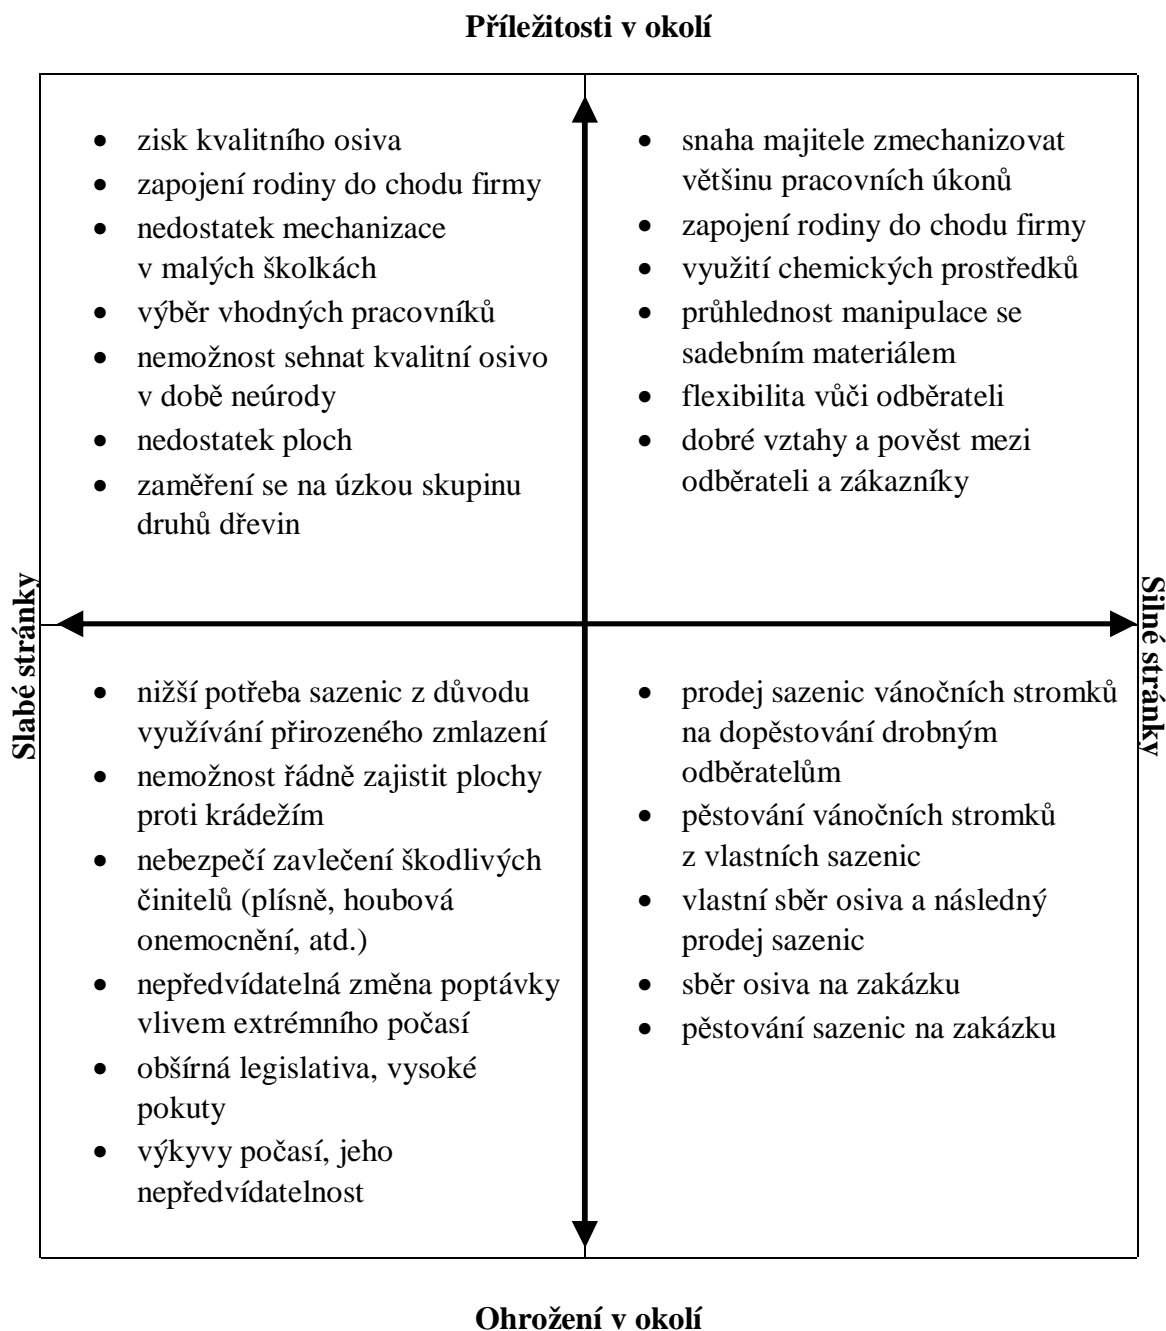 Příležitosti v okolí
• zisk kvalitního osiva
• zapojení rodiny do chodu firmy
• nedostatek mechanizace
v malých školkách
• výběr vhodných pracovníků
• nemožnost sehnat kvalitní osivo
v době neúrody
• nedostatek ploch
• zaměření se na úzkou skupinu
druhů dřevin
• snaha majitele zmechanizovat
většinu pracovních úkonů
• zapojení rodiny do chodu firmy
• využití chemických prostředků
• průhlednost manipulace se
sadebním materiálem
• flexibilita vůči odběrateli
• dobré vztahy a pověst mezi
odběrateli a zákazníky
Slabé stránky
Silné stránky
• nižší potřeba sazenic z důvodu
využívání přirozeného zmlazení
• nemožnost řádně zajistit plochy
proti krádežím
• nebezpečí zavlečení škodlivých
činitelů (plísně, houbová
onemocnění, atd.)
• nepředvídatelná změna poptávky
vlivem extrémního počasí
• obšírná legislativa, vysoké
pokuty
• výkyvy počasí, jeho
nepředvídatelnost
• prodej sazenic vánočních stromků
na dopěstování drobným
odběratelům
• pěstování vánočních stromků
z vlastních sazenic
• vlastní sběr osiva a následný
prodej sazenic
• sběr osiva na zakázku
• pěstování sazenic na zakázku
Ohrožení v okolí